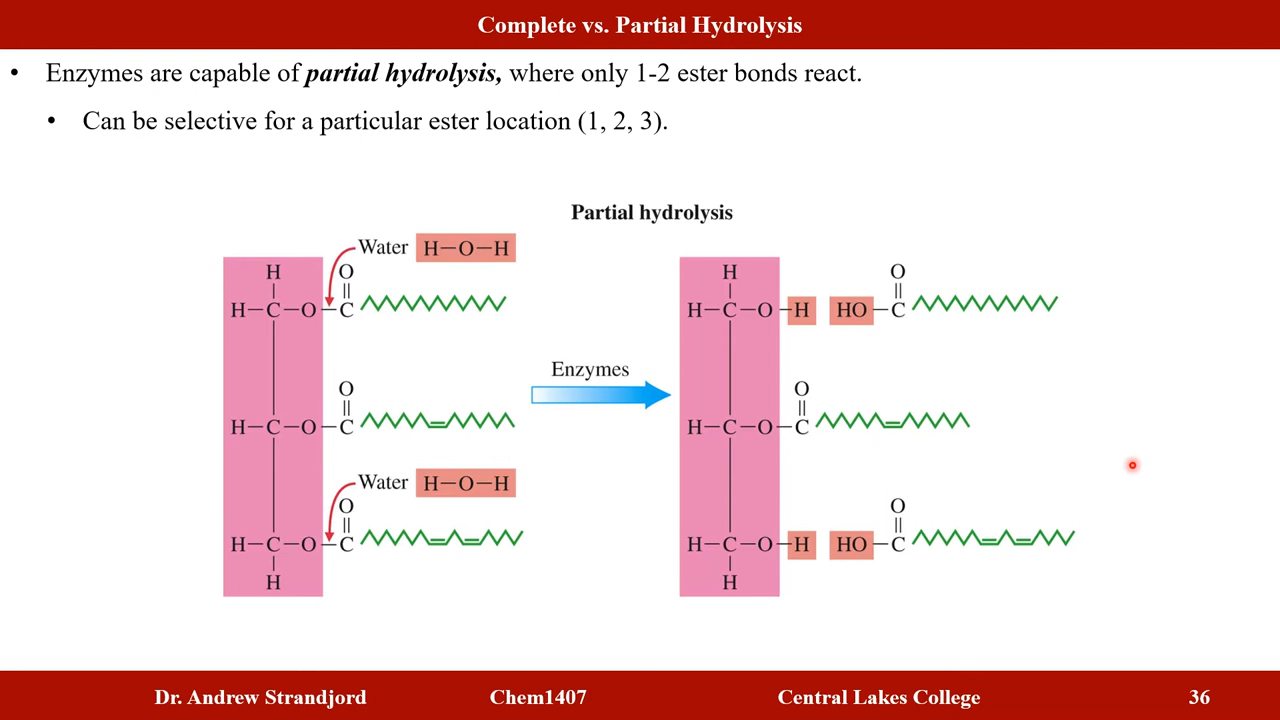 Complete vs. Partial Hydrolysis
• Enzymes are capable of partial hydrolysis, where only 1-2 ester bonds react.
• Can be selective for a particular ester location (1, 2, 3).
Partial hydrolysis
Water H—O—H
H O H O
H—C—O—C H—C—O—H HO—C
Enzymes
O O
H—C—O—C H—C—O—C
Water H—O—H
O O
H—C—O—C H—C—O—H HO—C
H H
Dr. Andrew Strandjord Chem1407 Central Lakes College 36